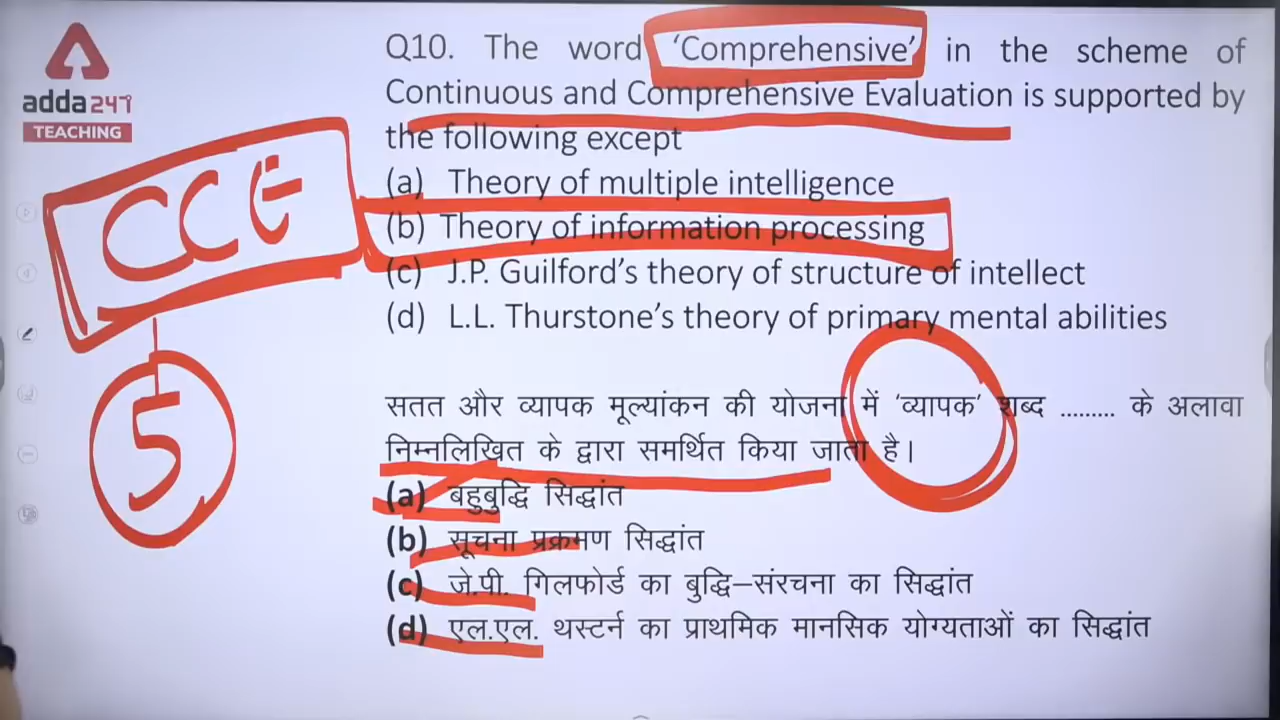 adda247
TEACHING
Q10. The word 'Comprehensive' in the scheme of
Continuous and Comprehensive Evaluation is supported by
the following except
(a) Theory of multiple intelligence
(b) Theory of information processing
(c) J.P. Guilford's theory of structure of intellect
(d) L.L. Thurstone's theory of primary mental abilities
CCE
5
सतत और व्यापक मूल्यांकन की योजना में 'व्यापक' शब्द ......... के अलावा
निम्नलिखित के द्वारा समर्थित किया जाता है।
(a) बहुबुद्धि सिद्धांत
(b) सूचना प्रक्रमण सिद्धांत
(c) जे.पी. गिलफोर्ड का बुद्धि–संरचना का सिद्धांत
(d) एल.एल. थस्टर्न का प्राथमिक मानसिक योग्यताओं का सिद्धांत